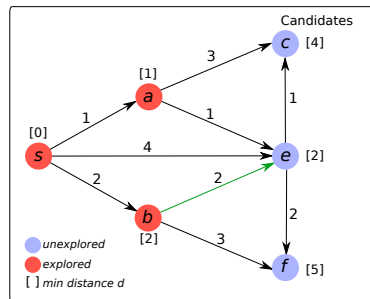 Candidates
c
[4]
3
[1]
a
1
1
1
[0]
s
4
e
[2]
2
2
2
b
[2]
3
f
[5]
unexplored
explored
[ ] min distance d